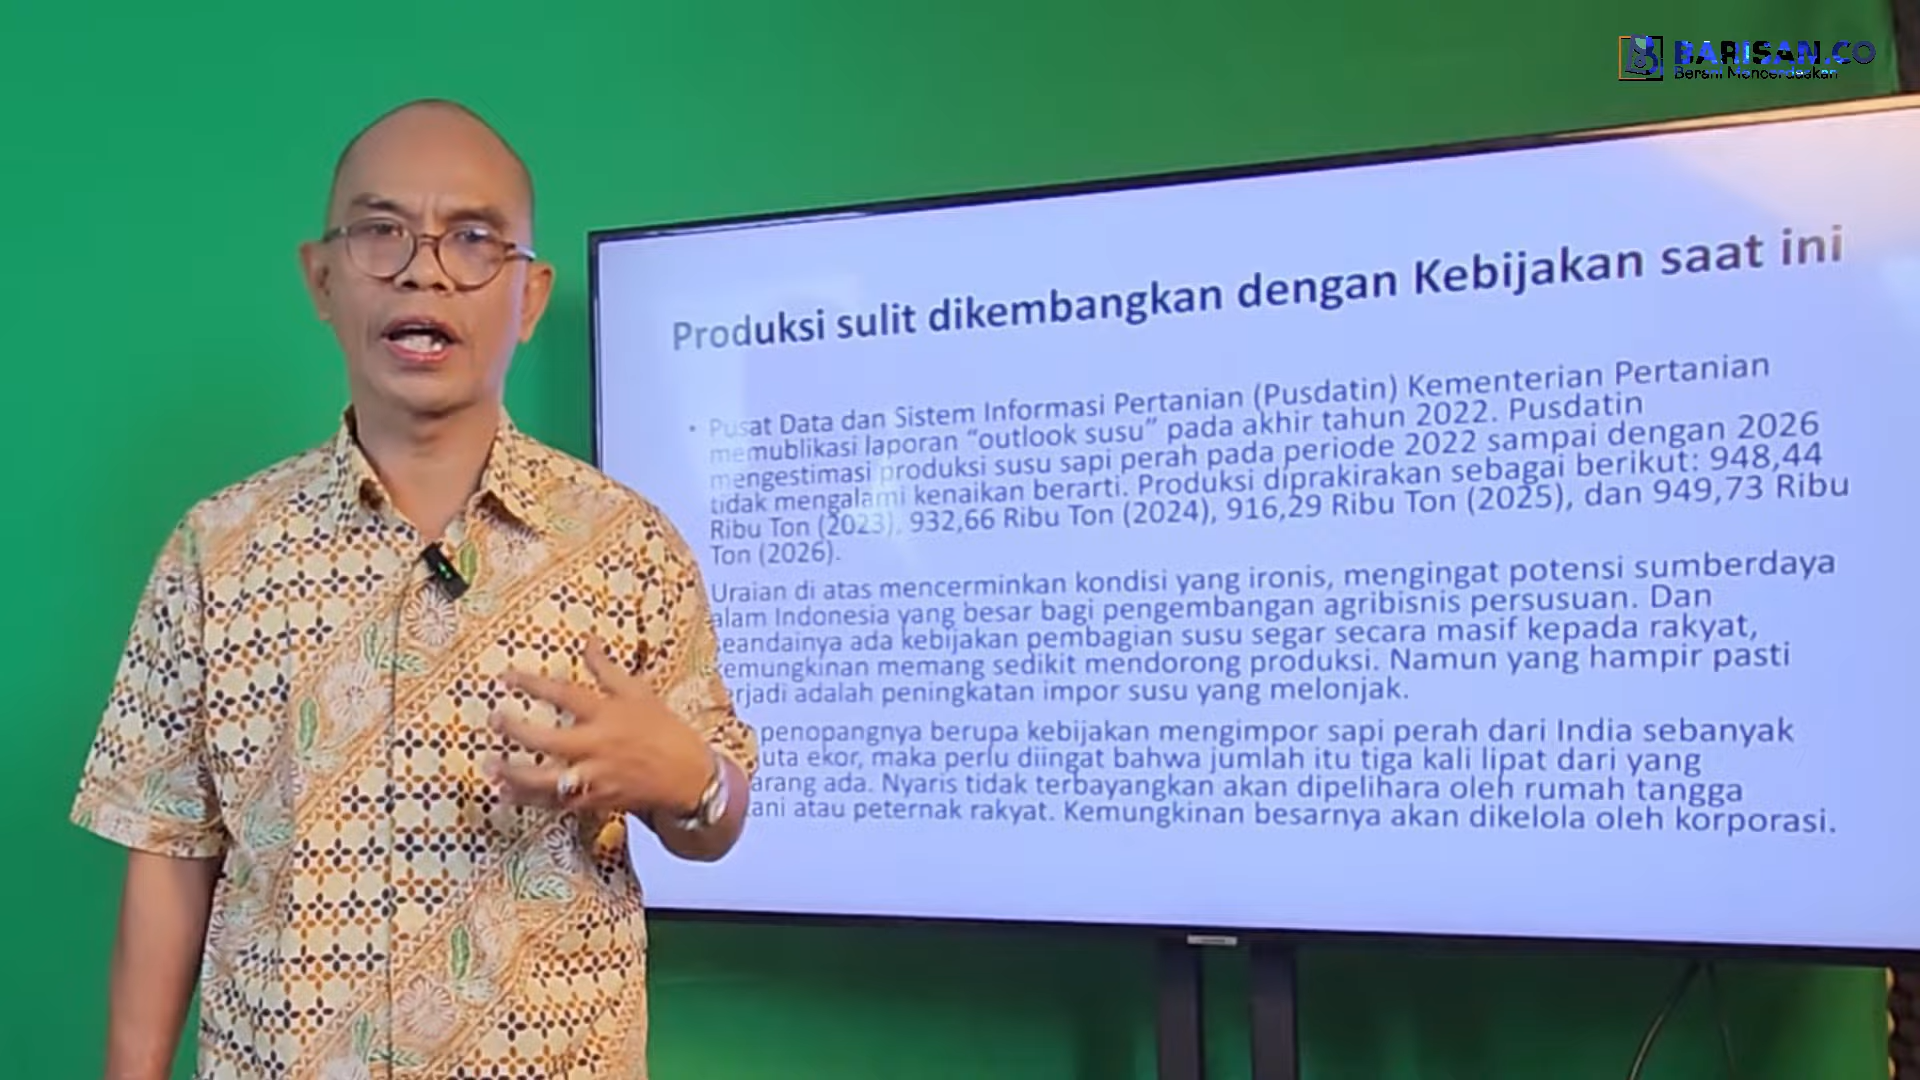 BARISAN.CO
Berani Mencerdaskan
Produksi sulit dikembangkan dengan Kebijakan saat ini
• Pusat Data dan Sistem Informasi Pertanian (Pusdatin) Kementerian Pertanian
memublikasi laporan “outlook susu” pada akhir tahun 2022. Pusdatin
mengestimasi produksi susu sapi perah pada periode 2022 sampai dengan 2026
tidak mengalami kenaikan berarti. Produksi diprakirakan sebagai berikut: 948,44
Ribu Ton (2023), 932,66 Ribu Ton (2024), 916,29 Ribu Ton (2025), dan 949,73 Ribu
Ton (2026).
Uraian di atas mencerminkan kondisi yang ironis, mengingat potensi sumberdaya
alam Indonesia yang besar bagi pengembangan agribisnis persusuan. Dan
seandainya ada kebijakan pembagian susu segar secara masif kepada rakyat,
kemungkinan memang sedikit mendorong produksi. Namun yang hampir pasti
rjadi adalah peningkatan impor susu yang melonjak.
penopangnya berupa kebijakan mengimpor sapi perah dari India sebanyak
uta ekor, maka perlu diingat bahwa jumlah itu tiga kali lipat dari yang
arang ada. Nyaris tidak terbayangkan akan dipelihara oleh rumah tangga
ani atau peternak rakyat. Kemungkinan besarnya akan dikelola oleh korporasi.